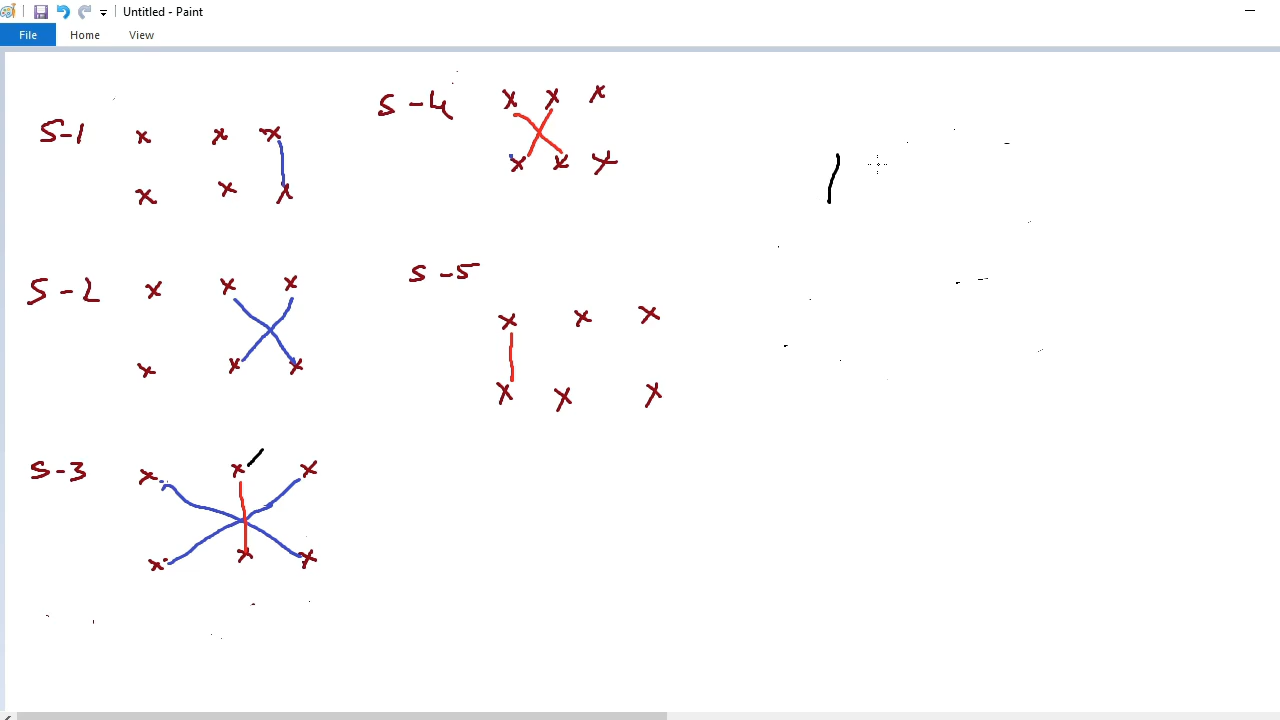 Untitled - Paint
File Home View
S-1 x x x
x x x
S-2 x x x
x x x
S-3 x x x
x x x
S-4 x x x
x x x
S-5
x x x
x x x